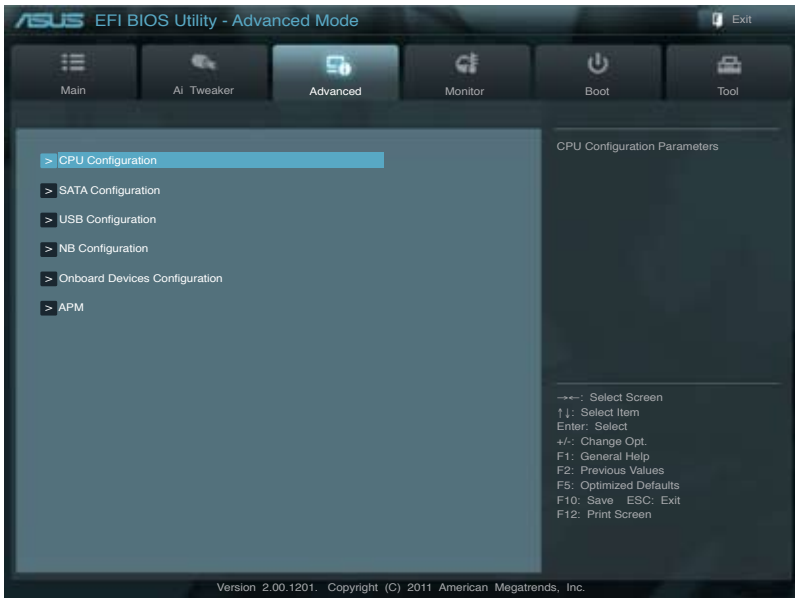 ASUS EFI BIOS Utility - Advanced Mode
Exit
Main
Ai Tweaker
Advanced
Monitor
Boot
Tool
> CPU Configuration
> SATA Configuration
> USB Configuration
> NB Configuration
> Onboard Devices Configuration
> APM
CPU Configuration Parameters
→←: Select Screen
↑↓: Select Item
Enter: Select
+/-: Change Opt.
F1: General Help
F2: Previous Values
F5: Optimized Defaults
F10: Save ESC: Exit
F12: Print Screen
Version 2.00.1201. Copyright (C) 2011 American Megatrends, Inc.